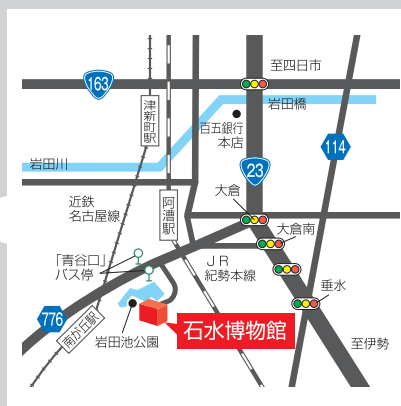 至四日市
163
岩田橋
津新町駅
百五銀行
本店
114
岩田川
23
大倉
近鉄
名古屋線
阿漕駅
大倉南
「青谷口」
バス停
JR
紀勢本線
垂水
776
南が丘駅
岩田池公園
石水博物館
至伊勢